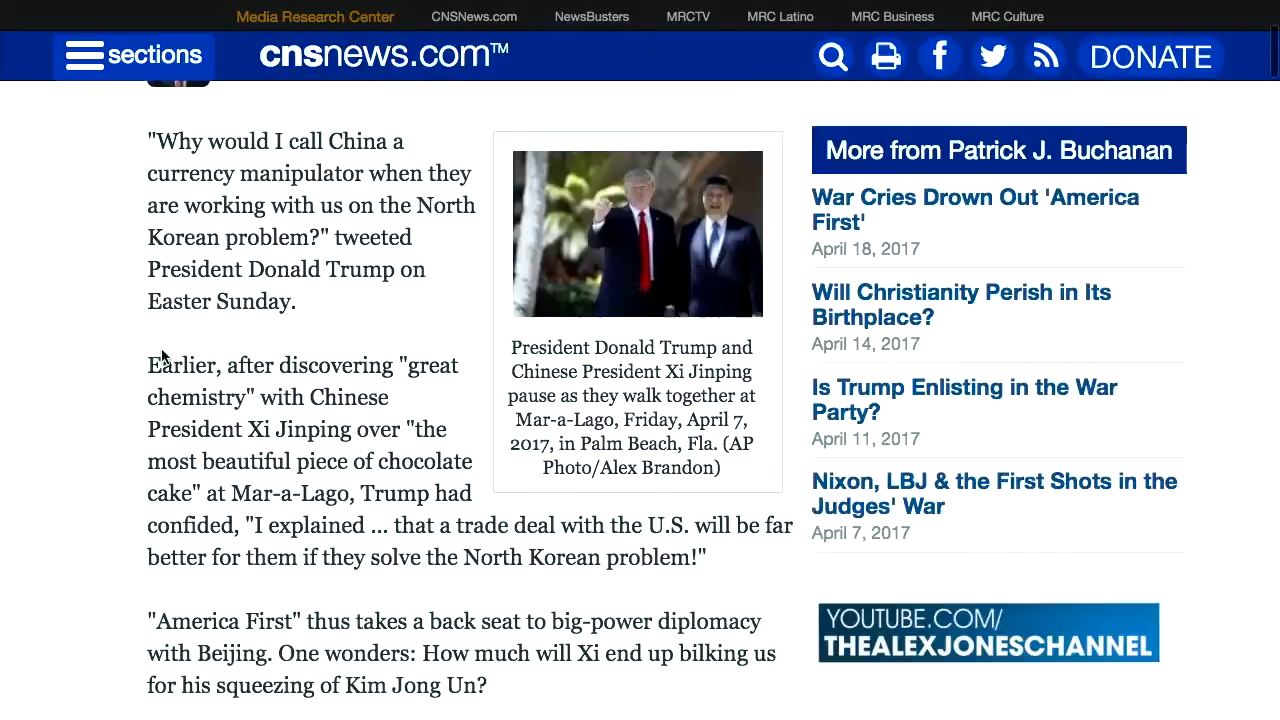 Media Research Center CNSNews.com NewsBusters MRCTV MRC Latino MRC Business MRC Culture
sections cnsnews.com™ DONATE
"Why would I call China a
currency manipulator when they
are working with us on the North
Korean problem?" tweeted
President Donald Trump on
Easter Sunday.
Earlier, after discovering "great
chemistry" with Chinese
President Xi Jinping over "the
most beautiful piece of chocolate
cake" at Mar-a-Lago, Trump had
confided, "I explained ... that a trade deal with the U.S. will be far
better for them if they solve the North Korean problem!"
"America First" thus takes a back seat to big-power diplomacy
with Beijing. One wonders: How much will Xi end up bilking us
for his squeezing of Kim Jong Un?
President Donald Trump and
Chinese President Xi Jinping
pause as they walk together at
Mar-a-Lago, Friday, April 7,
2017, in Palm Beach, Fla. (AP
Photo/Alex Brandon)
More from Patrick J. Buchanan
War Cries Drown Out 'America
First'
April 18, 2017
Will Christianity Perish in Its
Birthplace?
April 14, 2017
Is Trump Enlisting in the War
Party?
April 11, 2017
Nixon, LBJ & the First Shots in the
Judges' War
April 7, 2017
YOUTUBE.COM/
THEALEXJONESCHANNEL